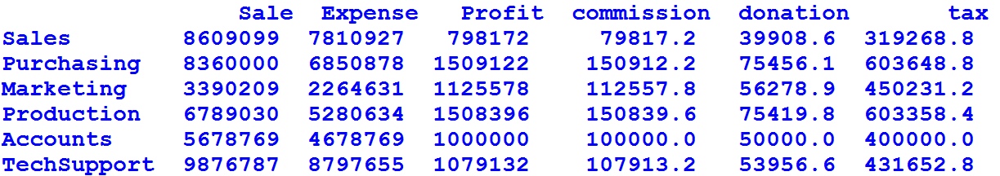 Sale Expense Profit commission donation tax
Sales 8609099 7810927 798172 79817.2 39908.6 319268.8
Purchasing 8360000 6850878 1509122 150912.2 75456.1 603648.8
Marketing 3390209 2264631 1125578 112557.8 56278.9 450231.2
Production 6789030 5280634 1508396 150839.6 75419.8 603358.4
Accounts 5678769 4678769 1000000 100000.0 50000.0 400000.0
TechSupport 9876787 8797655 1079132 107913.2 53956.6 431652.8